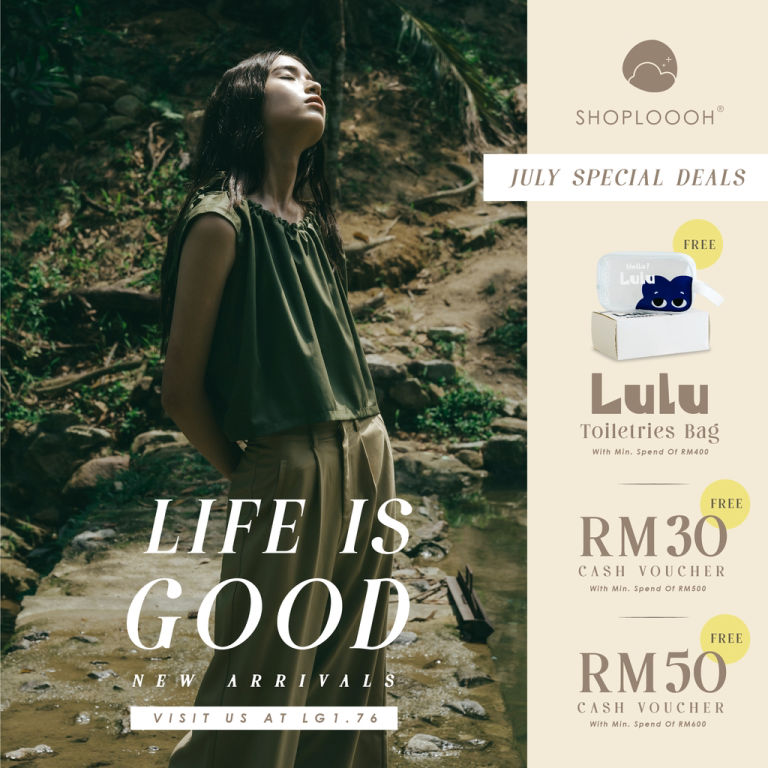 SHOPLOOOH®
JULY SPECIAL DEALS
FREE
Hello?
Lulu
Lulu
Toiletries Bag
With Min. Spend Of RM400
FREE
RM30
CASH VOUCHER
With Min. Spend Of RM500
FREE
RM50
CASH VOUCHER
With Min. Spend Of RM600
LIFE IS
GOOD
NEW ARRIVALS
VISIT US AT LG1.76